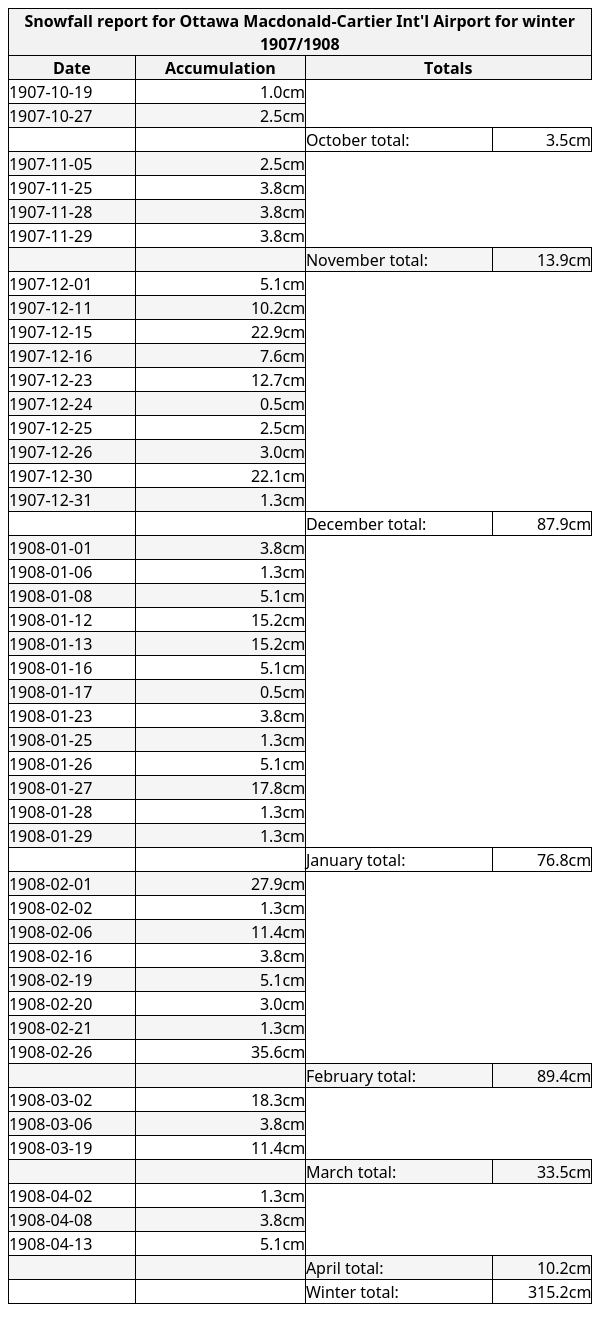 Snowfall report for Ottawa Macdonald-Cartier Int'l Airport for winter
1907/1908
Date Accumulation Totals
1907-10-19 1.0cm
1907-10-27 2.5cm
October total: 3.5cm
1907-11-05 2.5cm
1907-11-25 3.8cm
1907-11-28 3.8cm
1907-11-29 3.8cm
November total: 13.9cm
1907-12-01 5.1cm
1907-12-11 10.2cm
1907-12-15 22.9cm
1907-12-16 7.6cm
1907-12-23 12.7cm
1907-12-24 0.5cm
1907-12-25 2.5cm
1907-12-26 3.0cm
1907-12-30 22.1cm
1907-12-31 1.3cm
December total: 87.9cm
1908-01-01 3.8cm
1908-01-06 1.3cm
1908-01-08 5.1cm
1908-01-12 15.2cm
1908-01-13 15.2cm
1908-01-16 5.1cm
1908-01-17 0.5cm
1908-01-23 3.8cm
1908-01-25 1.3cm
1908-01-26 5.1cm
1908-01-27 17.8cm
1908-01-28 1.3cm
1908-01-29 1.3cm
January total: 76.8cm
1908-02-01 27.9cm
1908-02-02 1.3cm
1908-02-06 11.4cm
1908-02-16 3.8cm
1908-02-19 5.1cm
1908-02-20 3.0cm
1908-02-21 1.3cm
1908-02-26 35.6cm
February total: 89.4cm
1908-03-02 18.3cm
1908-03-06 3.8cm
1908-03-19 11.4cm
March total: 33.5cm
1908-04-02 1.3cm
1908-04-08 3.8cm
1908-04-13 5.1cm
April total: 10.2cm
Winter total: 315.2cm